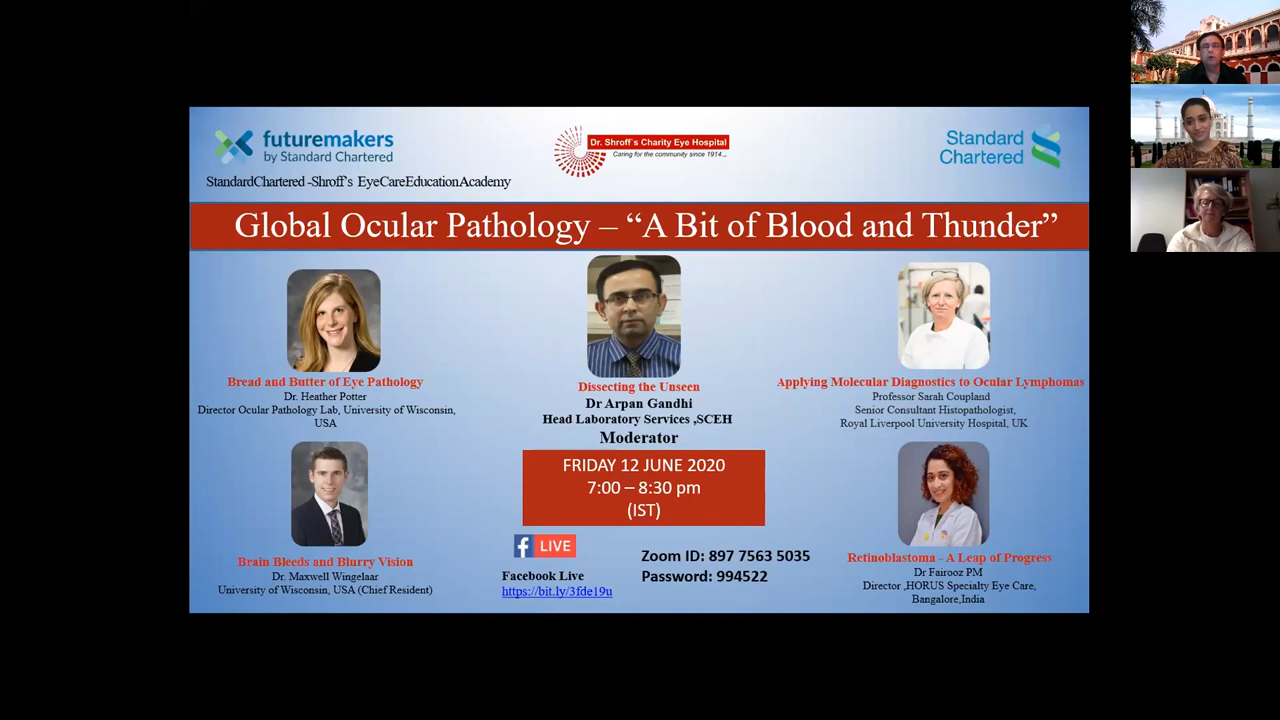 futuremakers
by Standard Chartered
StandardChartered -Shroff's EyeCareEducationAcademy
Dr. Shroff's Charity Eye Hospital
Caring for the community since 1914...
Standard
Chartered
Global Ocular Pathology – “A Bit of Blood and Thunder”
Bread and Butter of Eye Pathology
Dr. Heather Potter
Director Ocular Pathology Lab, University of Wisconsin,
USA
Dissecting the Unseen
Dr Arpan Gandhi
Head Laboratory Services ,SCEH
Moderator
Applying Molecular Diagnostics to Ocular Lymphomas
Professor Sarah Coupland
Senior Consultant Histopathologist,
Royal Liverpool University Hospital, UK
FRIDAY 12 JUNE 2020
7:00 – 8:30 pm
(IST)
Brain Bleeds and Blurry Vision
Dr. Maxwell Wingelaar
University of Wisconsin, USA (Chief Resident)
f LIVE
Facebook Live
https://bit.ly/3fde19u
Zoom ID: 897 7563 5035
Password: 994522
Retinoblastoma - A Leap of Progress
Dr Fairooz PM
Director ,HORUS Specialty Eye Care,
Bangalore,India